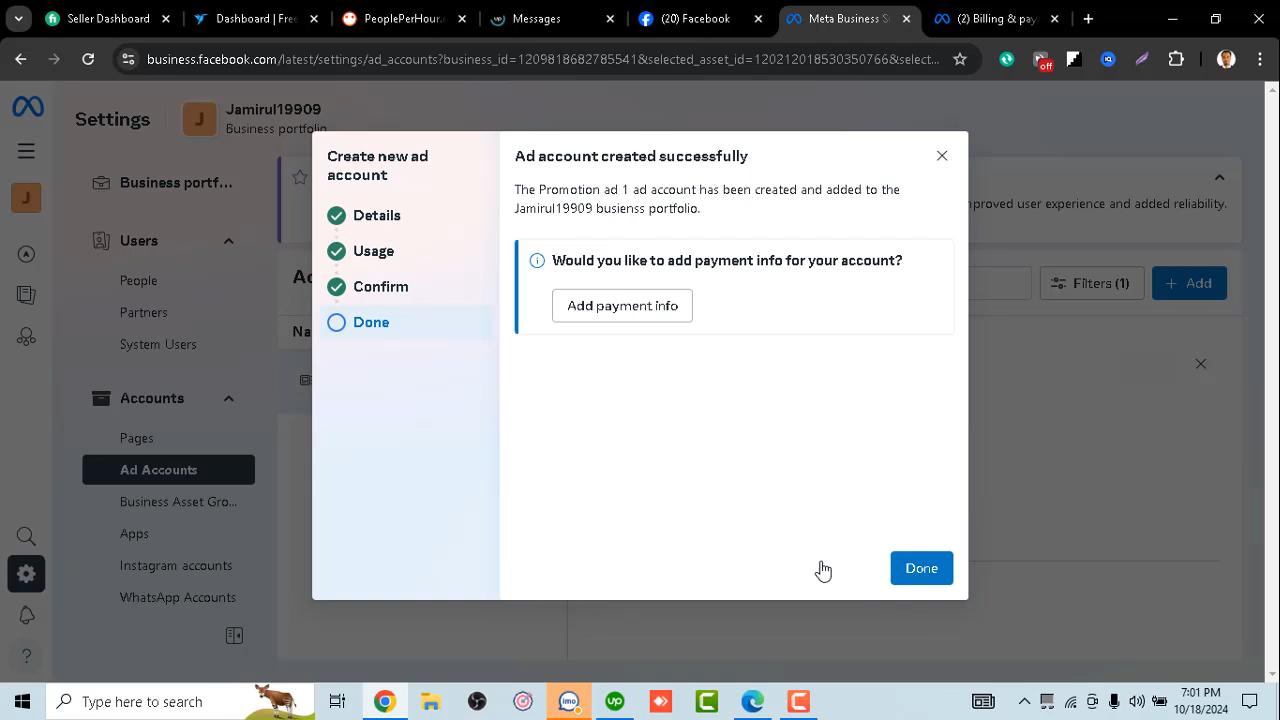 Seller Dashboard
Dashboard | Free
PeoplePerHour.c
Messages
(20) Facebook
Meta Business S
(2) Billing & pay
business.facebook.com/latest/settings/ad_accounts?business_id=1209818682785541&selected_asset_id=120212018530350766&selec...
off
Settings
J
Jamirul19909
Business portfolio
J
Business portf...
Users
People
Partners
System Users
Accounts
Pages
Ad Accounts
Business Asset Gro...
Apps
Instagram accounts
WhatsApp Accounts
Create new ad
account
Details
Usage
Confirm
Done
Ad account created successfully
The Promotion ad 1 ad account has been created and added to the
Jamirul19909 busienss portfolio.
Would you like to add payment info for your account?
Add payment info
Done
mproved user experience and added reliability.
Filters (1)
+ Add
Type here to search
imo
up
7:01 PM
10/18/2024